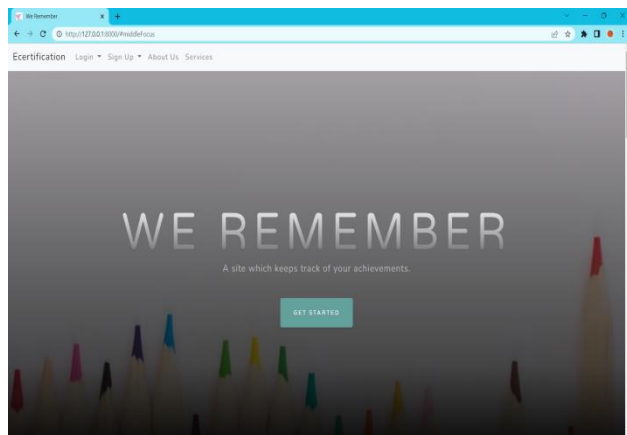 We Remember
http://127.0.0.1:8000/#middleFocus
Ecertification Login Sign Up About Us Services
WE REMEMBER
A site which keeps track of your achievements.
GET STARTED